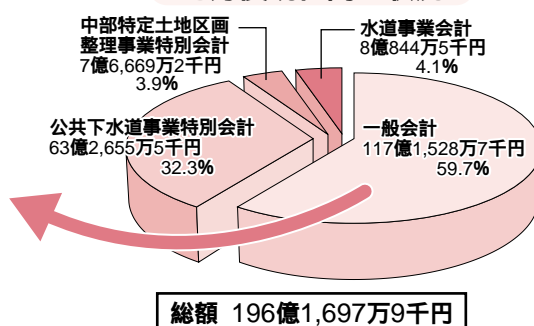 中部特定土地区画
整理事業特別会計
7億6,669万2千円
3.9%
水道事業会計
8億844万5千円
4.1%
公共下水道事業特別会計
63億2,655万5千円
32.3%
一般会計
117億1,528万7千円
59.7%
総額 196億1,697万9千円